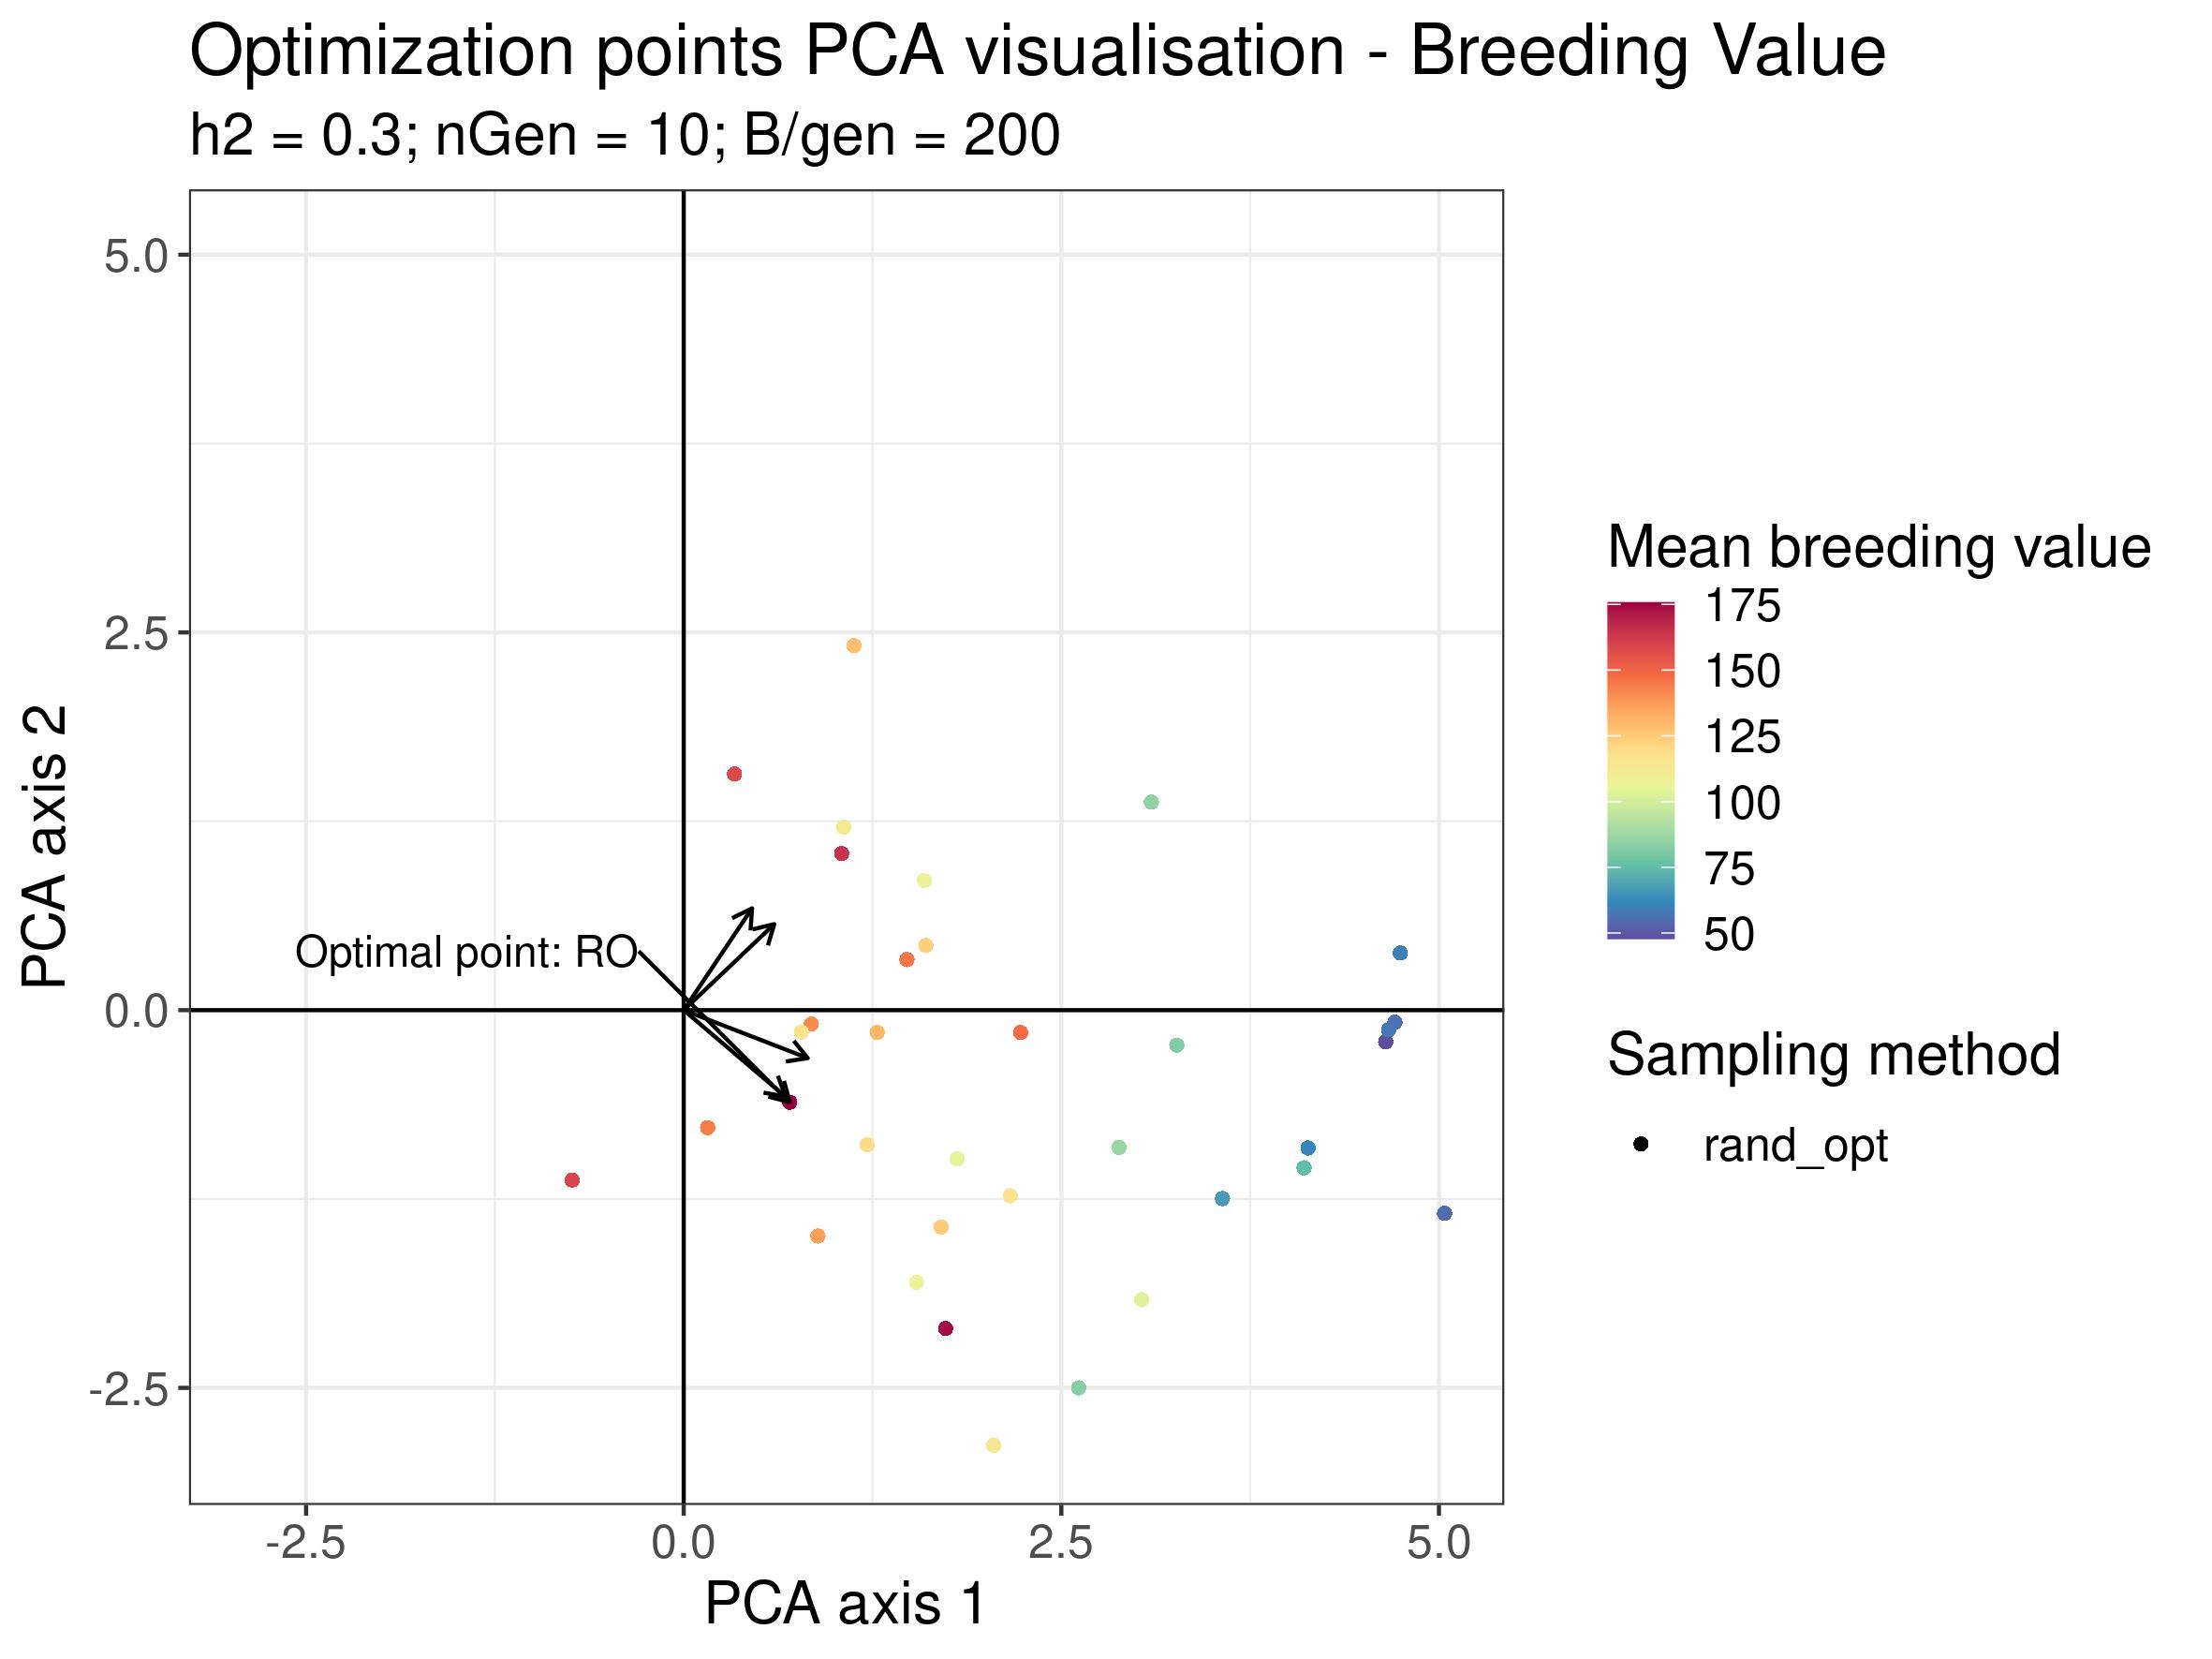 Optimization points PCA visualisation - Breeding Value
h2 = 0.3; nGen = 10; B/gen = 200
PCA axis 2
5.0
2.5
0.0
-2.5
Optimal point: RO
-2.5
0.0
2.5
5.0
PCA axis 1
Mean breeding value
175
150
125
100
75
50
Sampling method
rand_opt